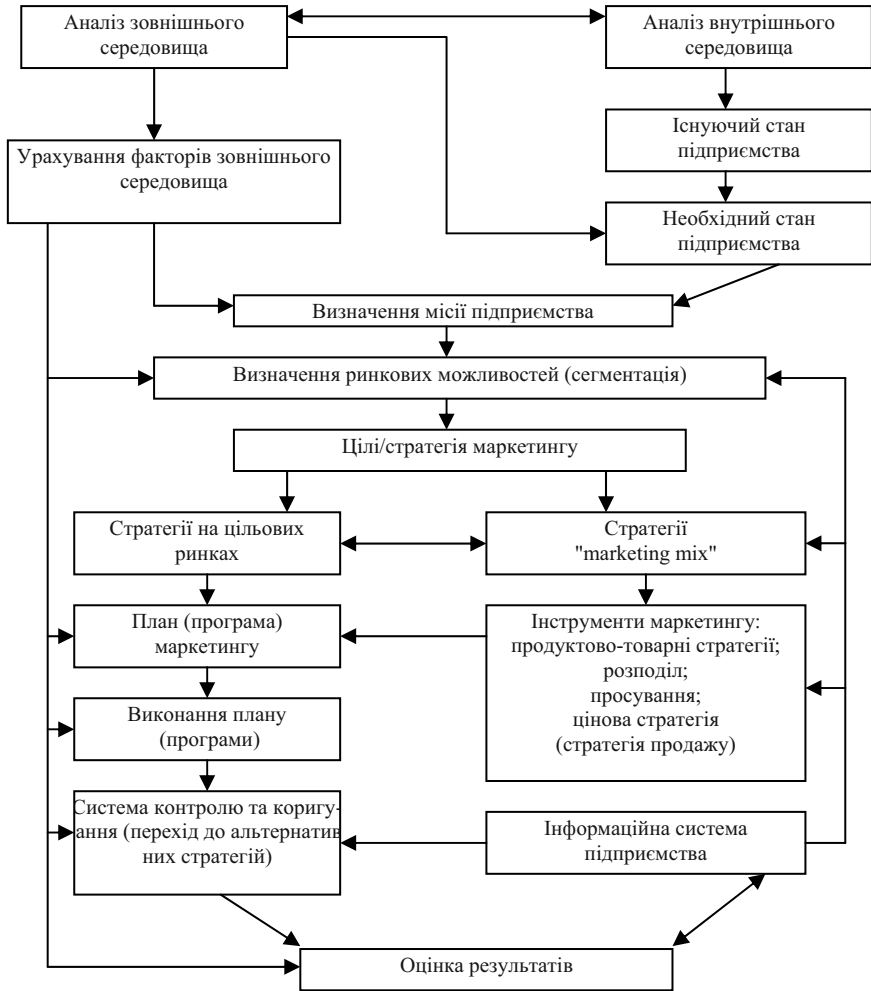 Аналіз зовнішнього
середовища
Аналіз внутрішнього
середовища
Існуючий стан
підприємства
Урахування факторів зовнішнього
середовища
Необхідний стан
підприємства
Визначення місії підприємства
Визначення ринкових можливостей (сегментація)
Цілі/стратегія маркетингу
Стратегії на цільових
ринках
Стратегії
"marketing mix"
План (програма)
маркетингу
Інструменти маркетингу:
продуктово-товарні стратегії;
розподіл;
просування;
цінова стратегія
(стратегія продажу)
Виконання плану
(програми)
Система контролю та коригу-
ання (перехід до альтернатив
них стратегій)
Інформаційна система
підприємства
Оцінка результатів